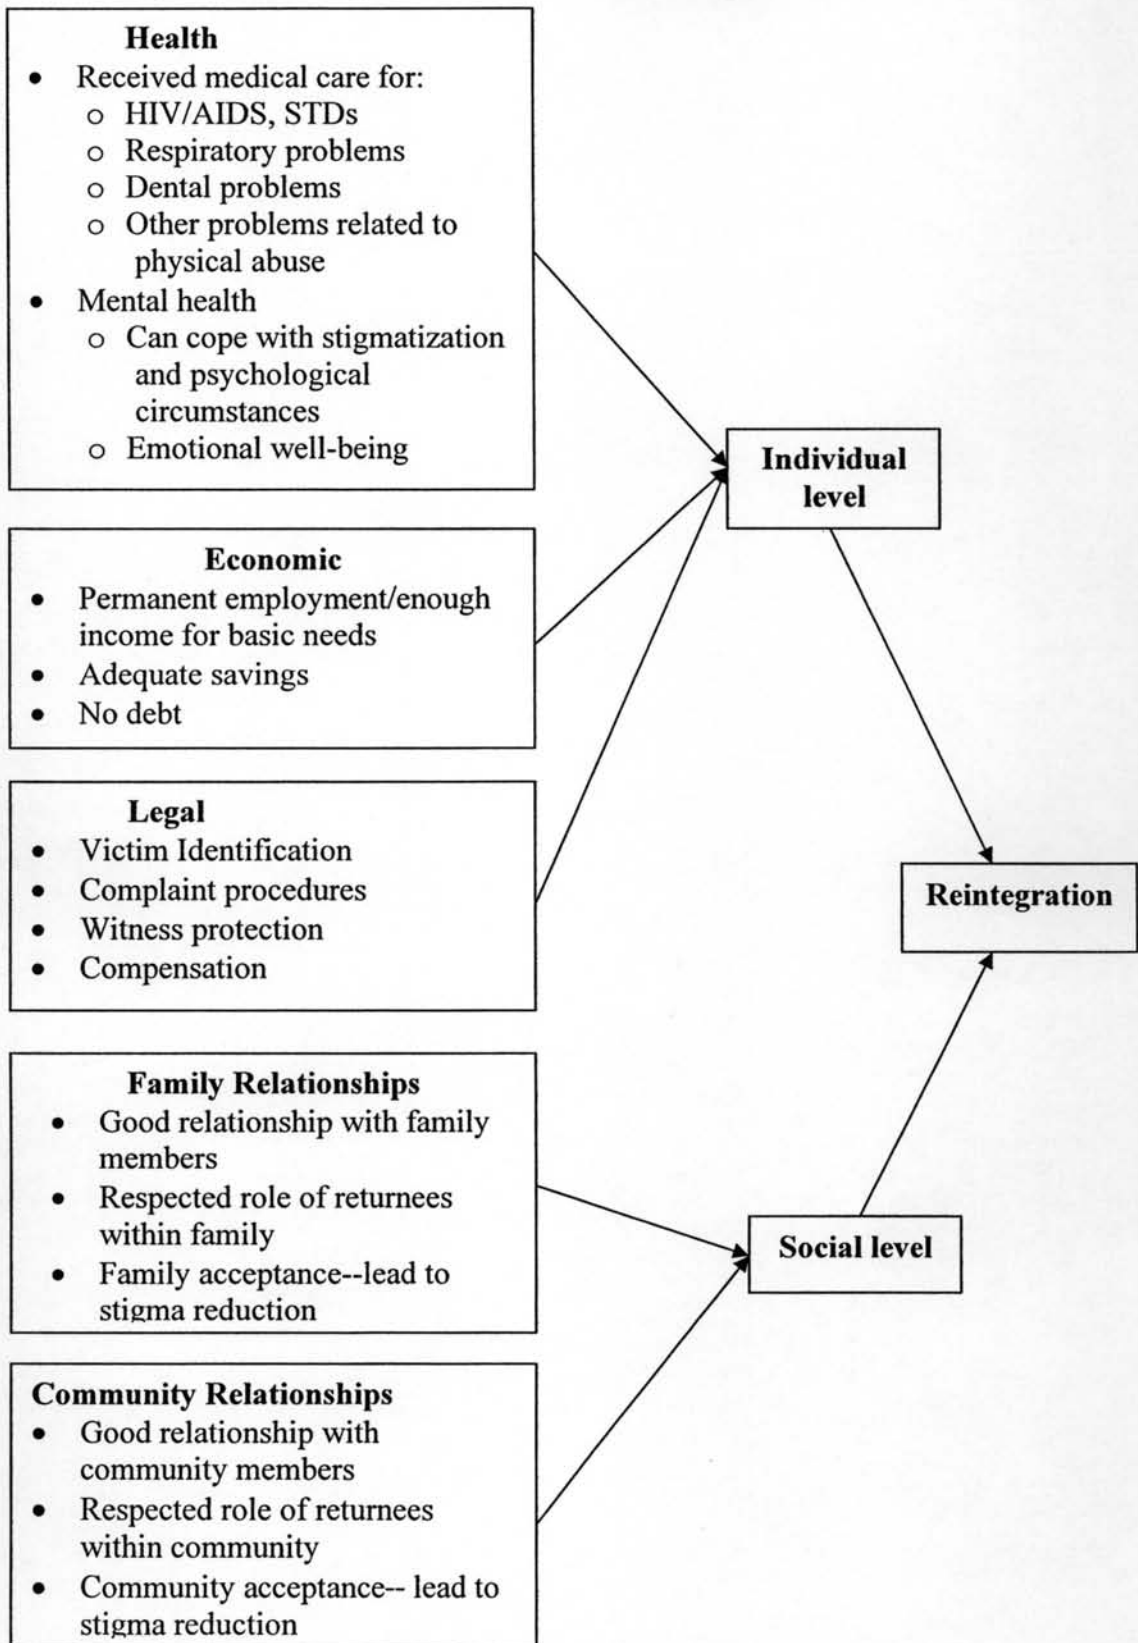 Health
• Received medical care for:
o HIV/AIDS, STDs
o Respiratory problems
o Dental problems
o Other problems related to
physical abuse
• Mental health
o Can cope with stigmatization
and psychological
circumstances
o Emotional well-being
Economic
• Permanent employment/enough
income for basic needs
• Adequate savings
• No debt
Legal
• Victim Identification
• Complaint procedures
• Witness protection
• Compensation
Family Relationships
• Good relationship with family
members
• Respected role of returnees
within family
• Family acceptance--lead to
stigma reduction
Community Relationships
• Good relationship with
community members
• Respected role of returnees
within community
• Community acceptance-- lead to
stigma reduction
Individual
level
Social level
Reintegration